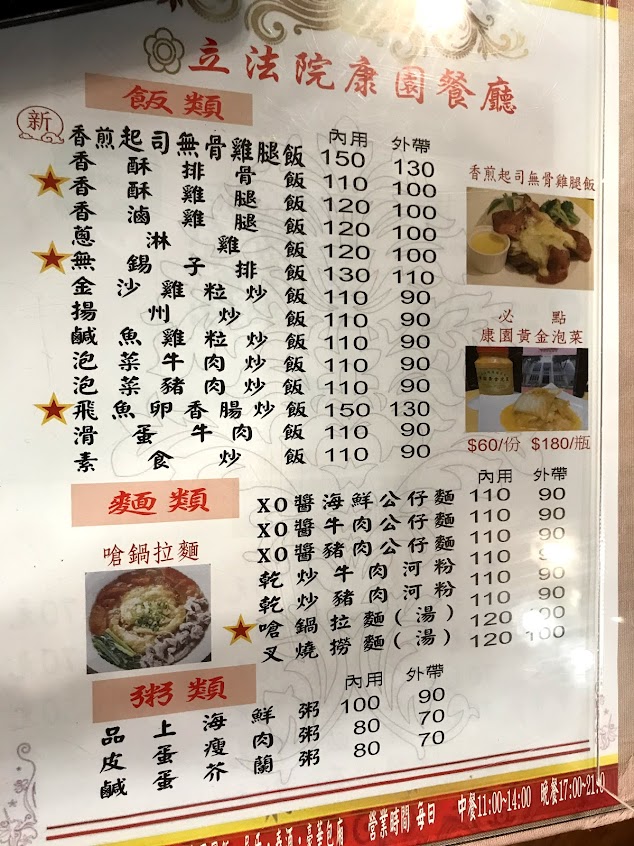 立法院康園餐廳
飯類
新
內用 外帶
香煎起司無骨雞腿飯 150 130
香酥排骨飯 110 100
香酥雞腿飯 120 100
香滷雞腿飯 120 100
蔥淋雞飯 120 100
無錫子排飯 130 110
金沙雞粒炒飯 110 90
揚州炒飯 110 90
鹹魚雞粒炒飯 110 90
泡菜牛肉炒飯 110 90
泡菜豬肉炒飯 110 90
飛魚卵香腸炒飯 150 130
滑蛋牛肉飯 110 90
素食炒飯 110 90
香煎起司無骨雞腿飯
必點
康園黃金泡菜
$60/份 $180/瓶
麵類
內用 外帶
XO醬海鮮公仔麵 110 90
XO醬牛肉公仔麵 110 90
XO醬豬肉公仔麵 110 90
乾炒牛肉河粉 110 90
乾炒豬肉河粉 110 90
嗆鍋拉麵(湯) 120 100
叉燒撈麵(湯) 120 100
嗆鍋拉麵
粥類
內用 外帶
品上海鮮粥 100 90
皮蛋瘦肉粥 80 70
鹹蛋芥蘭粥 80 70
豪華包廂 營業時間 每日 中餐11:00~14:00 晚餐17:00~21: